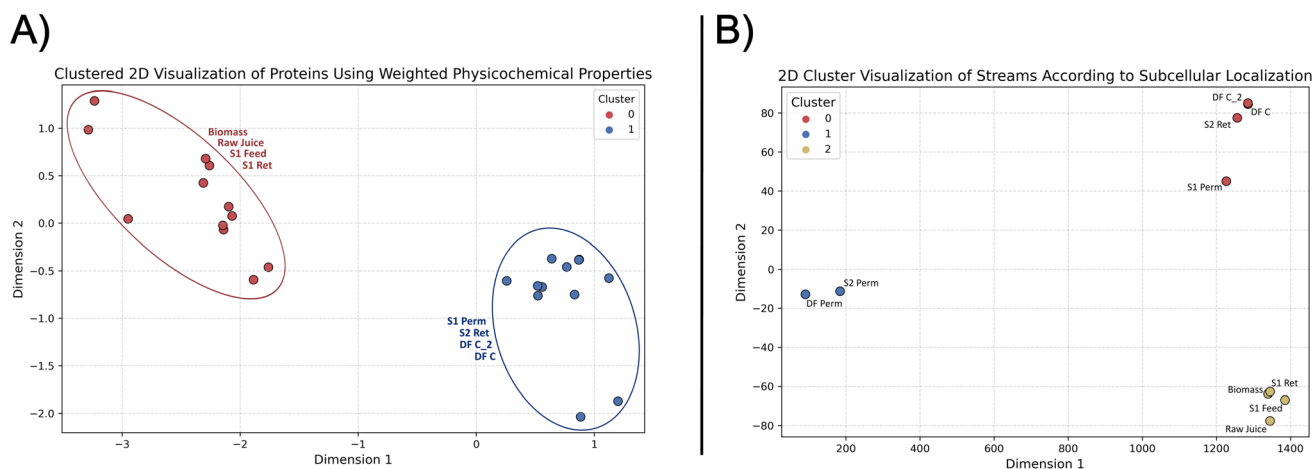 A)
Clustered 2D Visualization of Proteins Using Weighted Physicochemical Properties
Cluster
0
1
Biomass
Raw Juice
S1 Feed
S1 Ret
S1 Perm
S2 Ret
DF C_2
DF C
1.0
0.5
0.0
−0.5
−1.0
−1.5
−2.0
Dimension 2
−3
−2
−1
0
1
Dimension 1
B)
2D Cluster Visualization of Streams According to Subcellular Localization
Cluster
0
1
2
DF C_2
DF C
S2 Ret
S1 Perm
S2 Perm
DF Perm
Biomass
S1 Ret
S1 Feed
Raw Juice
80
60
40
20
0
−20
−40
−60
−80
Dimension 2
200
400
600
800
1000
1200
1400
Dimension 1